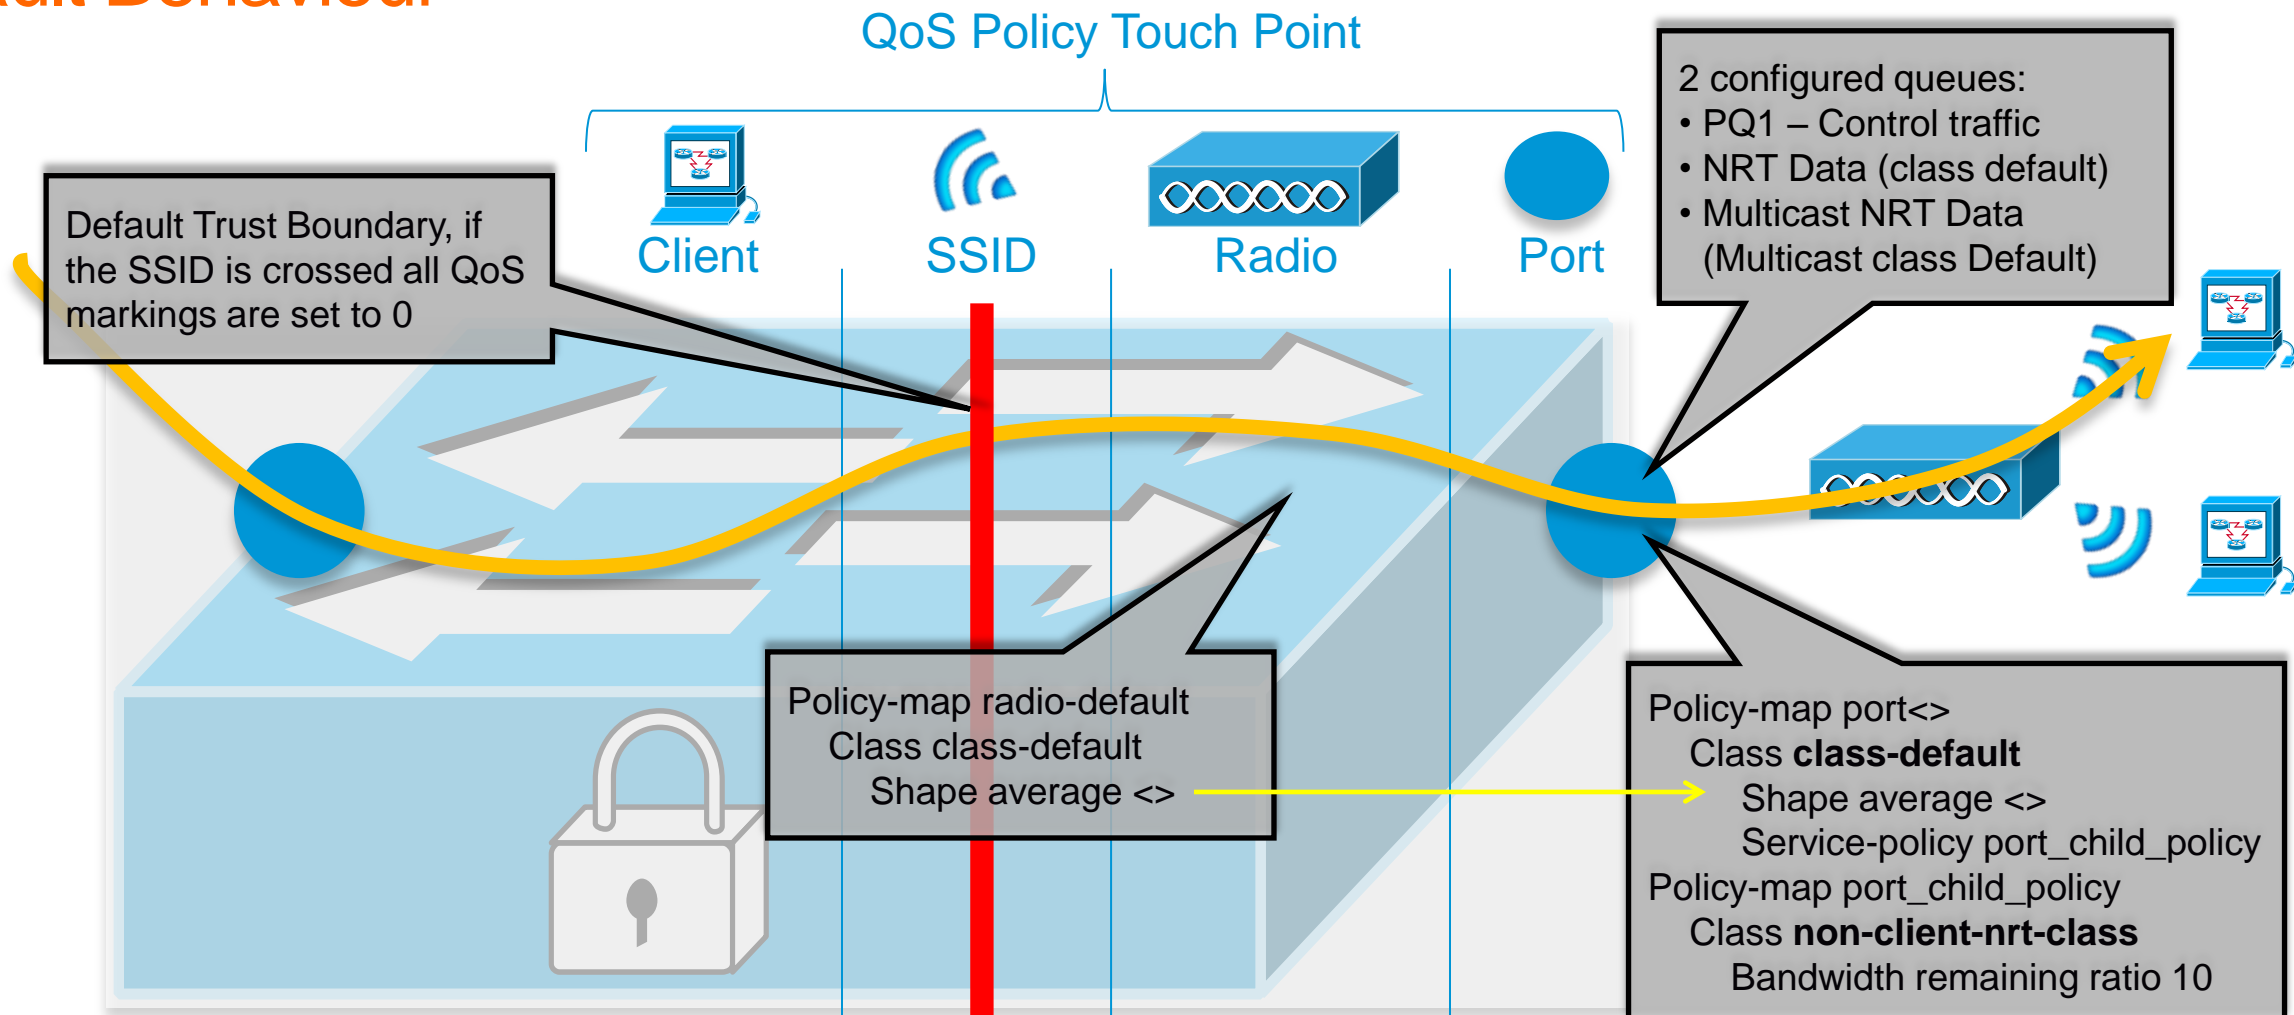 Behaviour
QoS Policy Touch Point
Client
SSID
Radio
Port
Default Trust Boundary, if
the SSID is crossed all QoS
markings are set to 0
2 configured queues:
• PQ1 – Control traffic
• NRT Data (class default)
• Multicast NRT Data
(Multicast class Default)
Policy-map radio-default
Class class-default
Shape average <>
Policy-map port<>
Class class-default
Shape average <>
Service-policy port_child_policy
Policy-map port_child_policy
Class non-client-nrt-class
Bandwidth remaining ratio 10